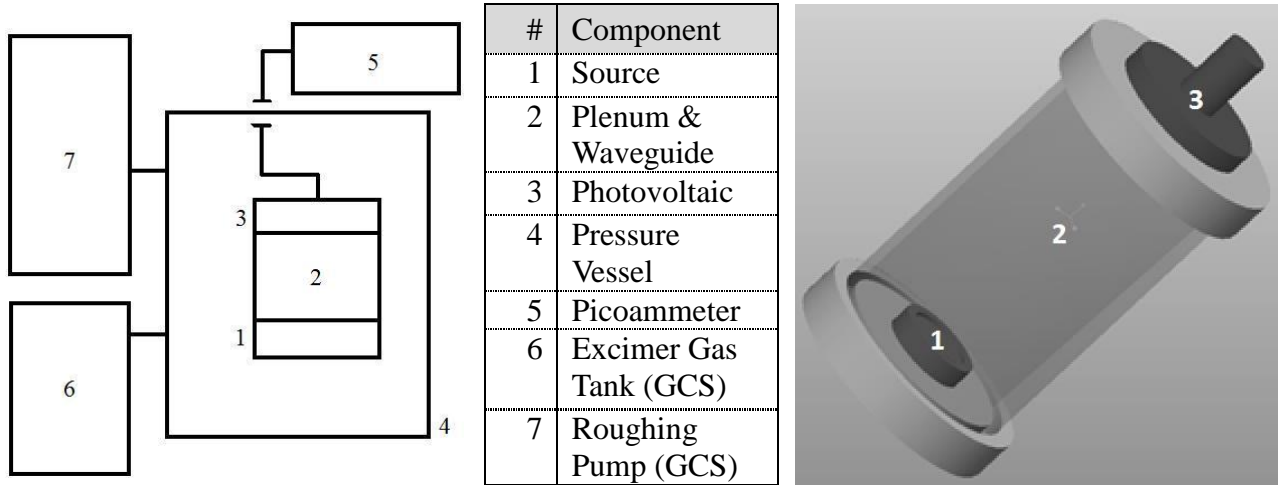 7
5
3
2
1
6
4
# Component
1 Source
2 Plenum &
Waveguide
3 Photovoltaic
4 Pressure
Vessel
5 Picoammeter
6 Excimer Gas
Tank (GCS)
7 Roughing
Pump (GCS)
3
2
1